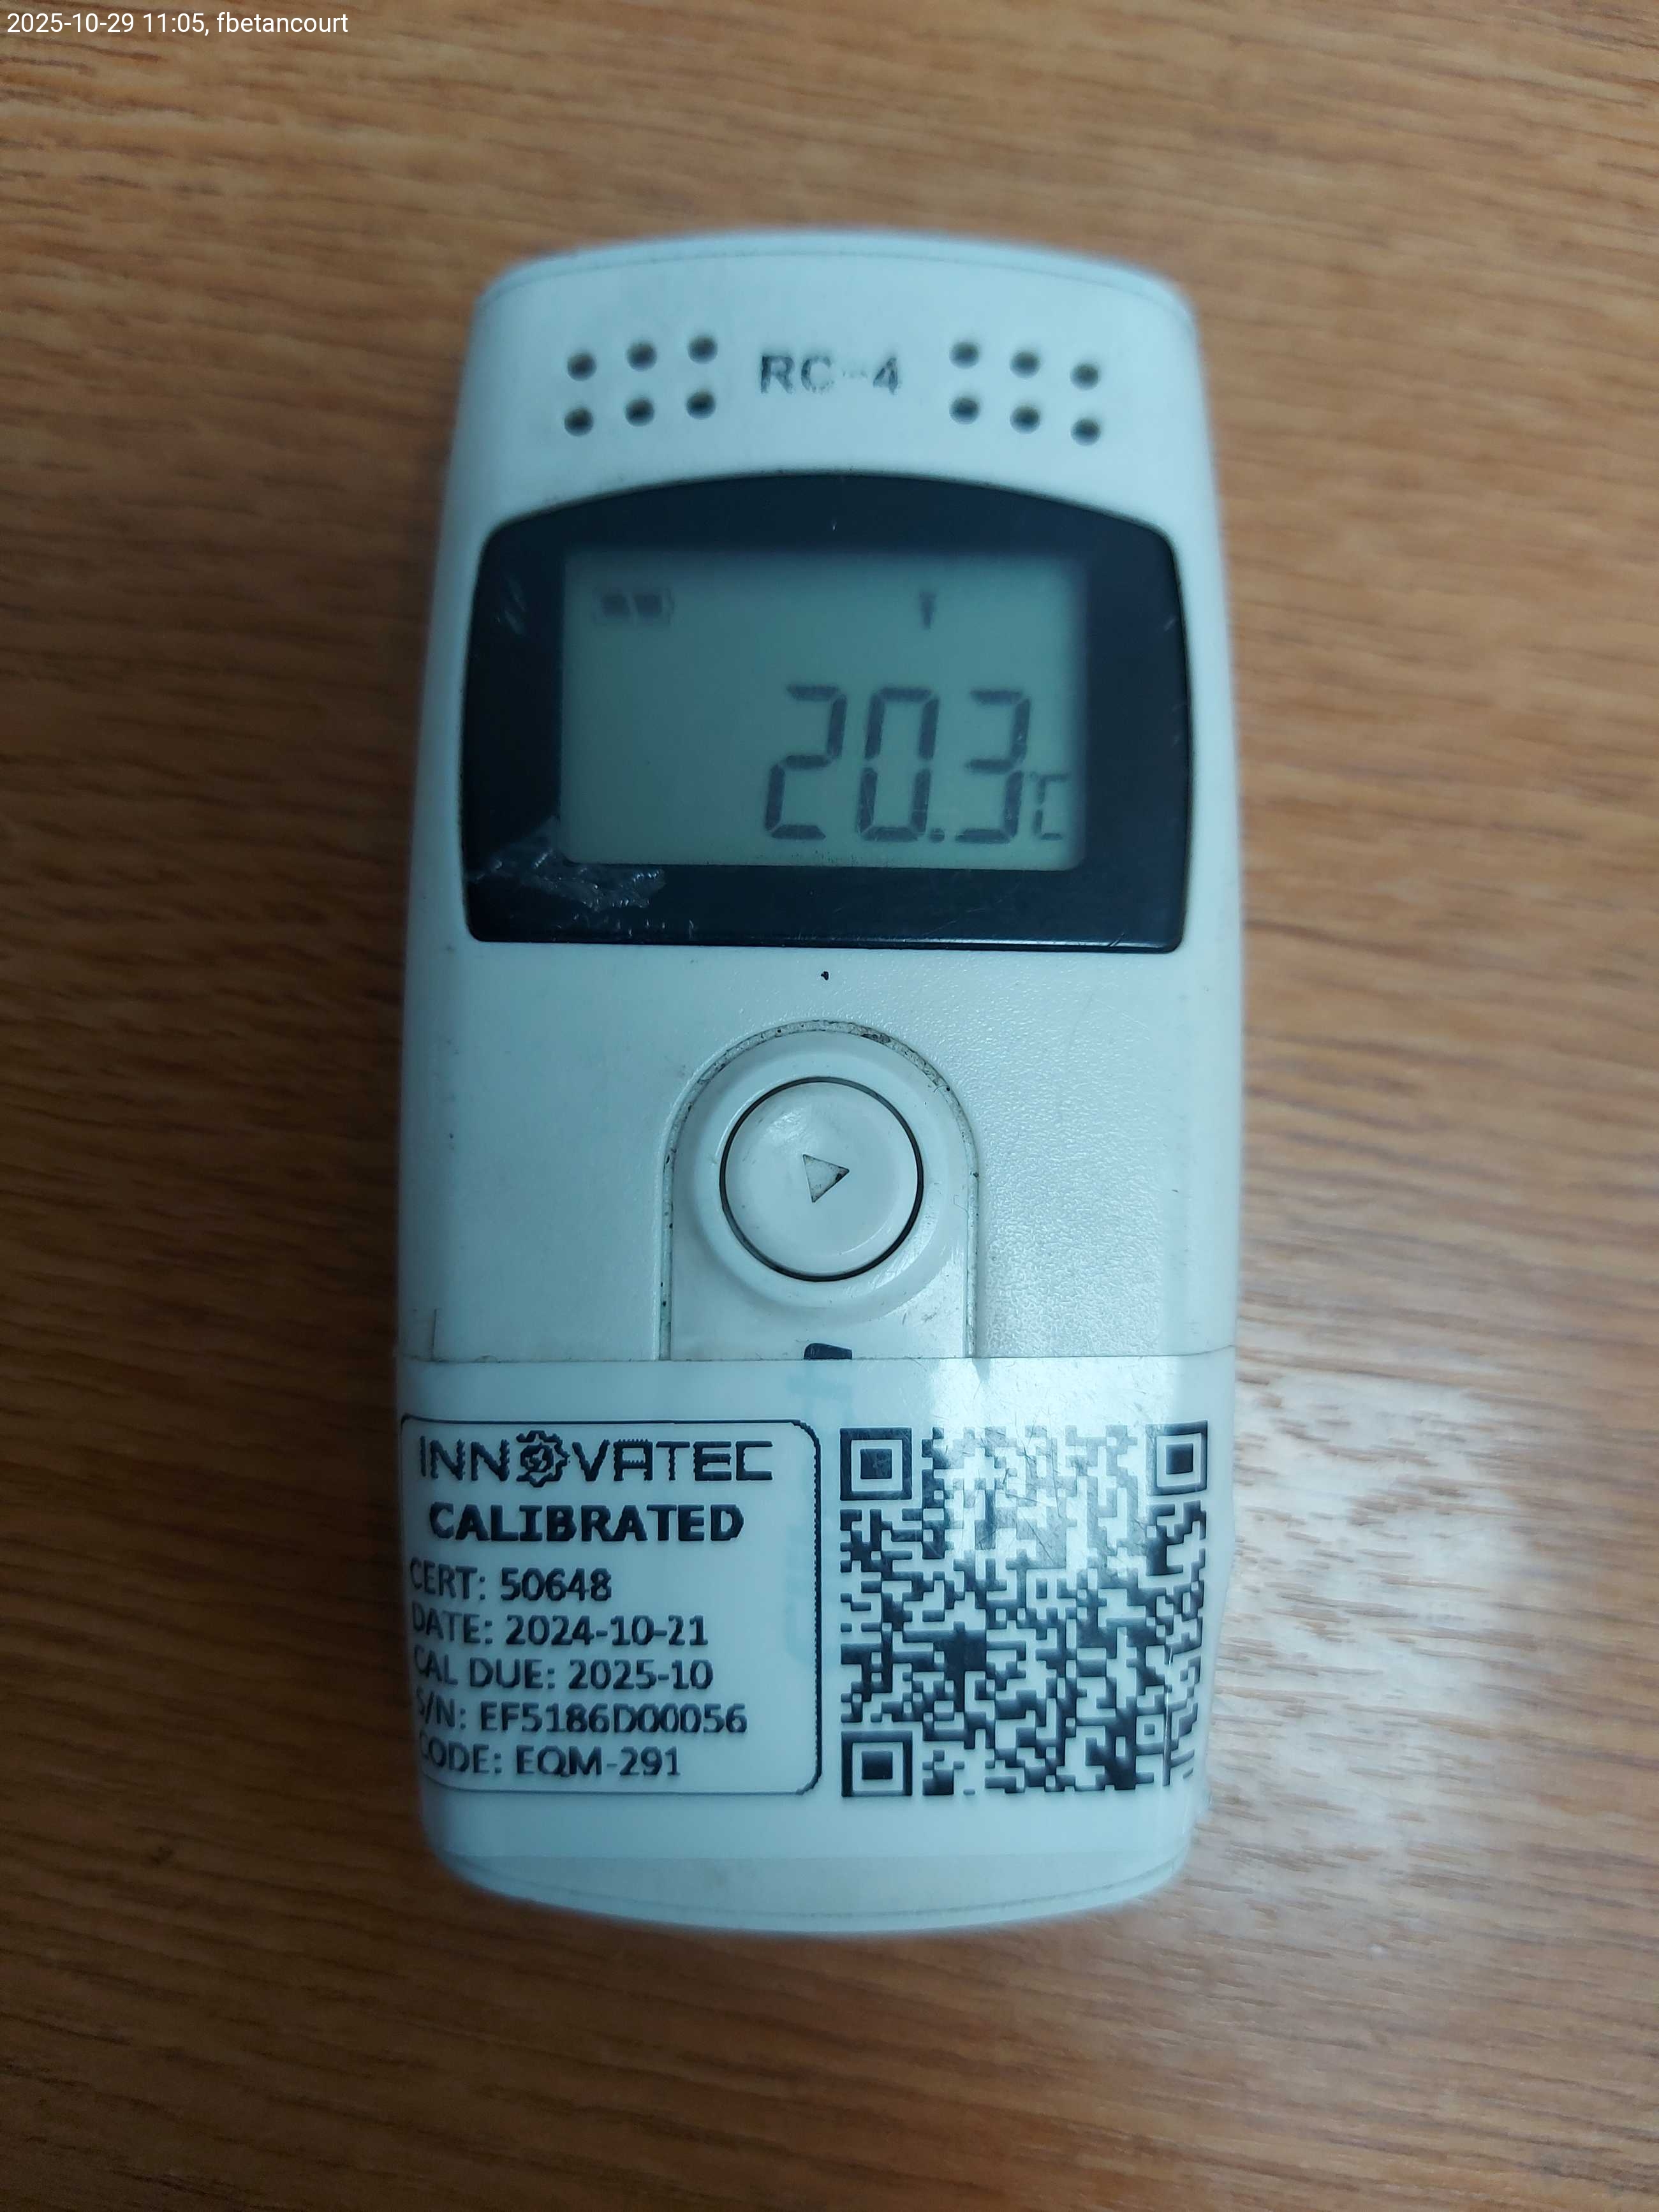 2025-10-29 11:05, fbetancourt
RC-4
20.3℃
INNOVATEC
CALIBRATED
CERT: 50648
DATE: 2024-10-21
CAL DUE: 2025-10
S/N: EF5186D00056
CODE: EQM-291